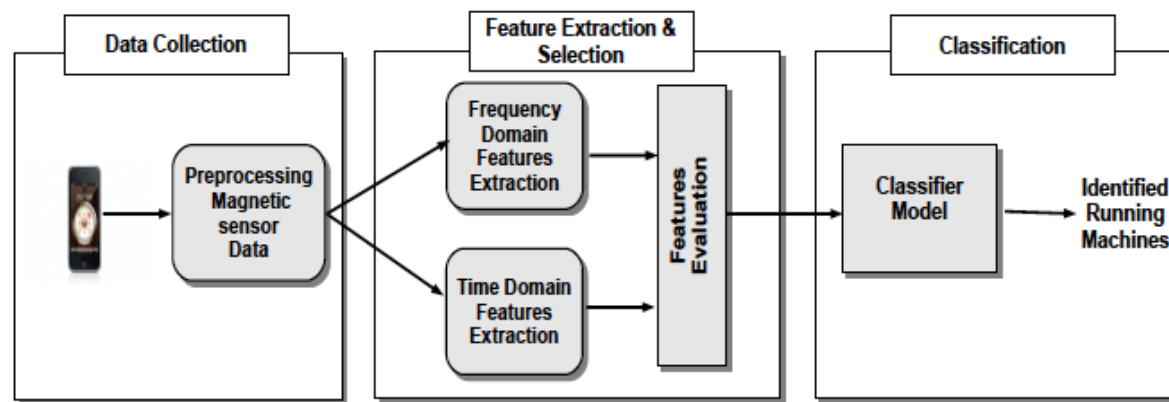 Data Collection
Preprocessing
Magnetic
sensor
Data
Feature Extraction &
Selection
Frequency
Domain
Features
Extraction
Time Domain
Features
Extraction
Features
Evaluation
Classification
Classifier
Model
Identified
Running
Machines